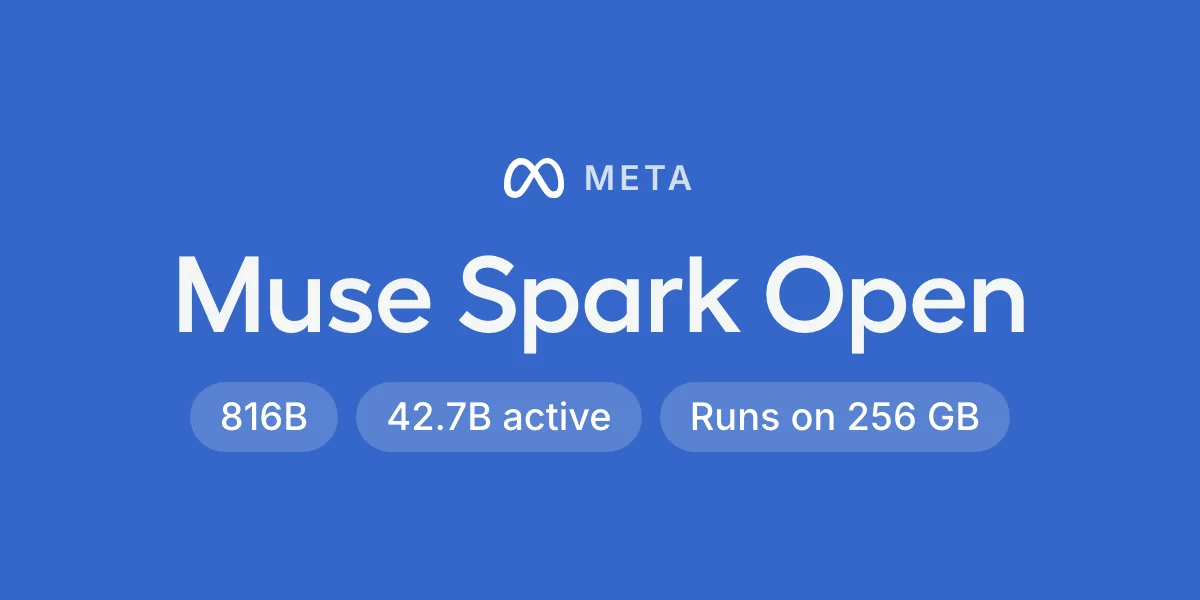 META
Muse Spark Open
816B
42.7B active
Runs on 256 GB